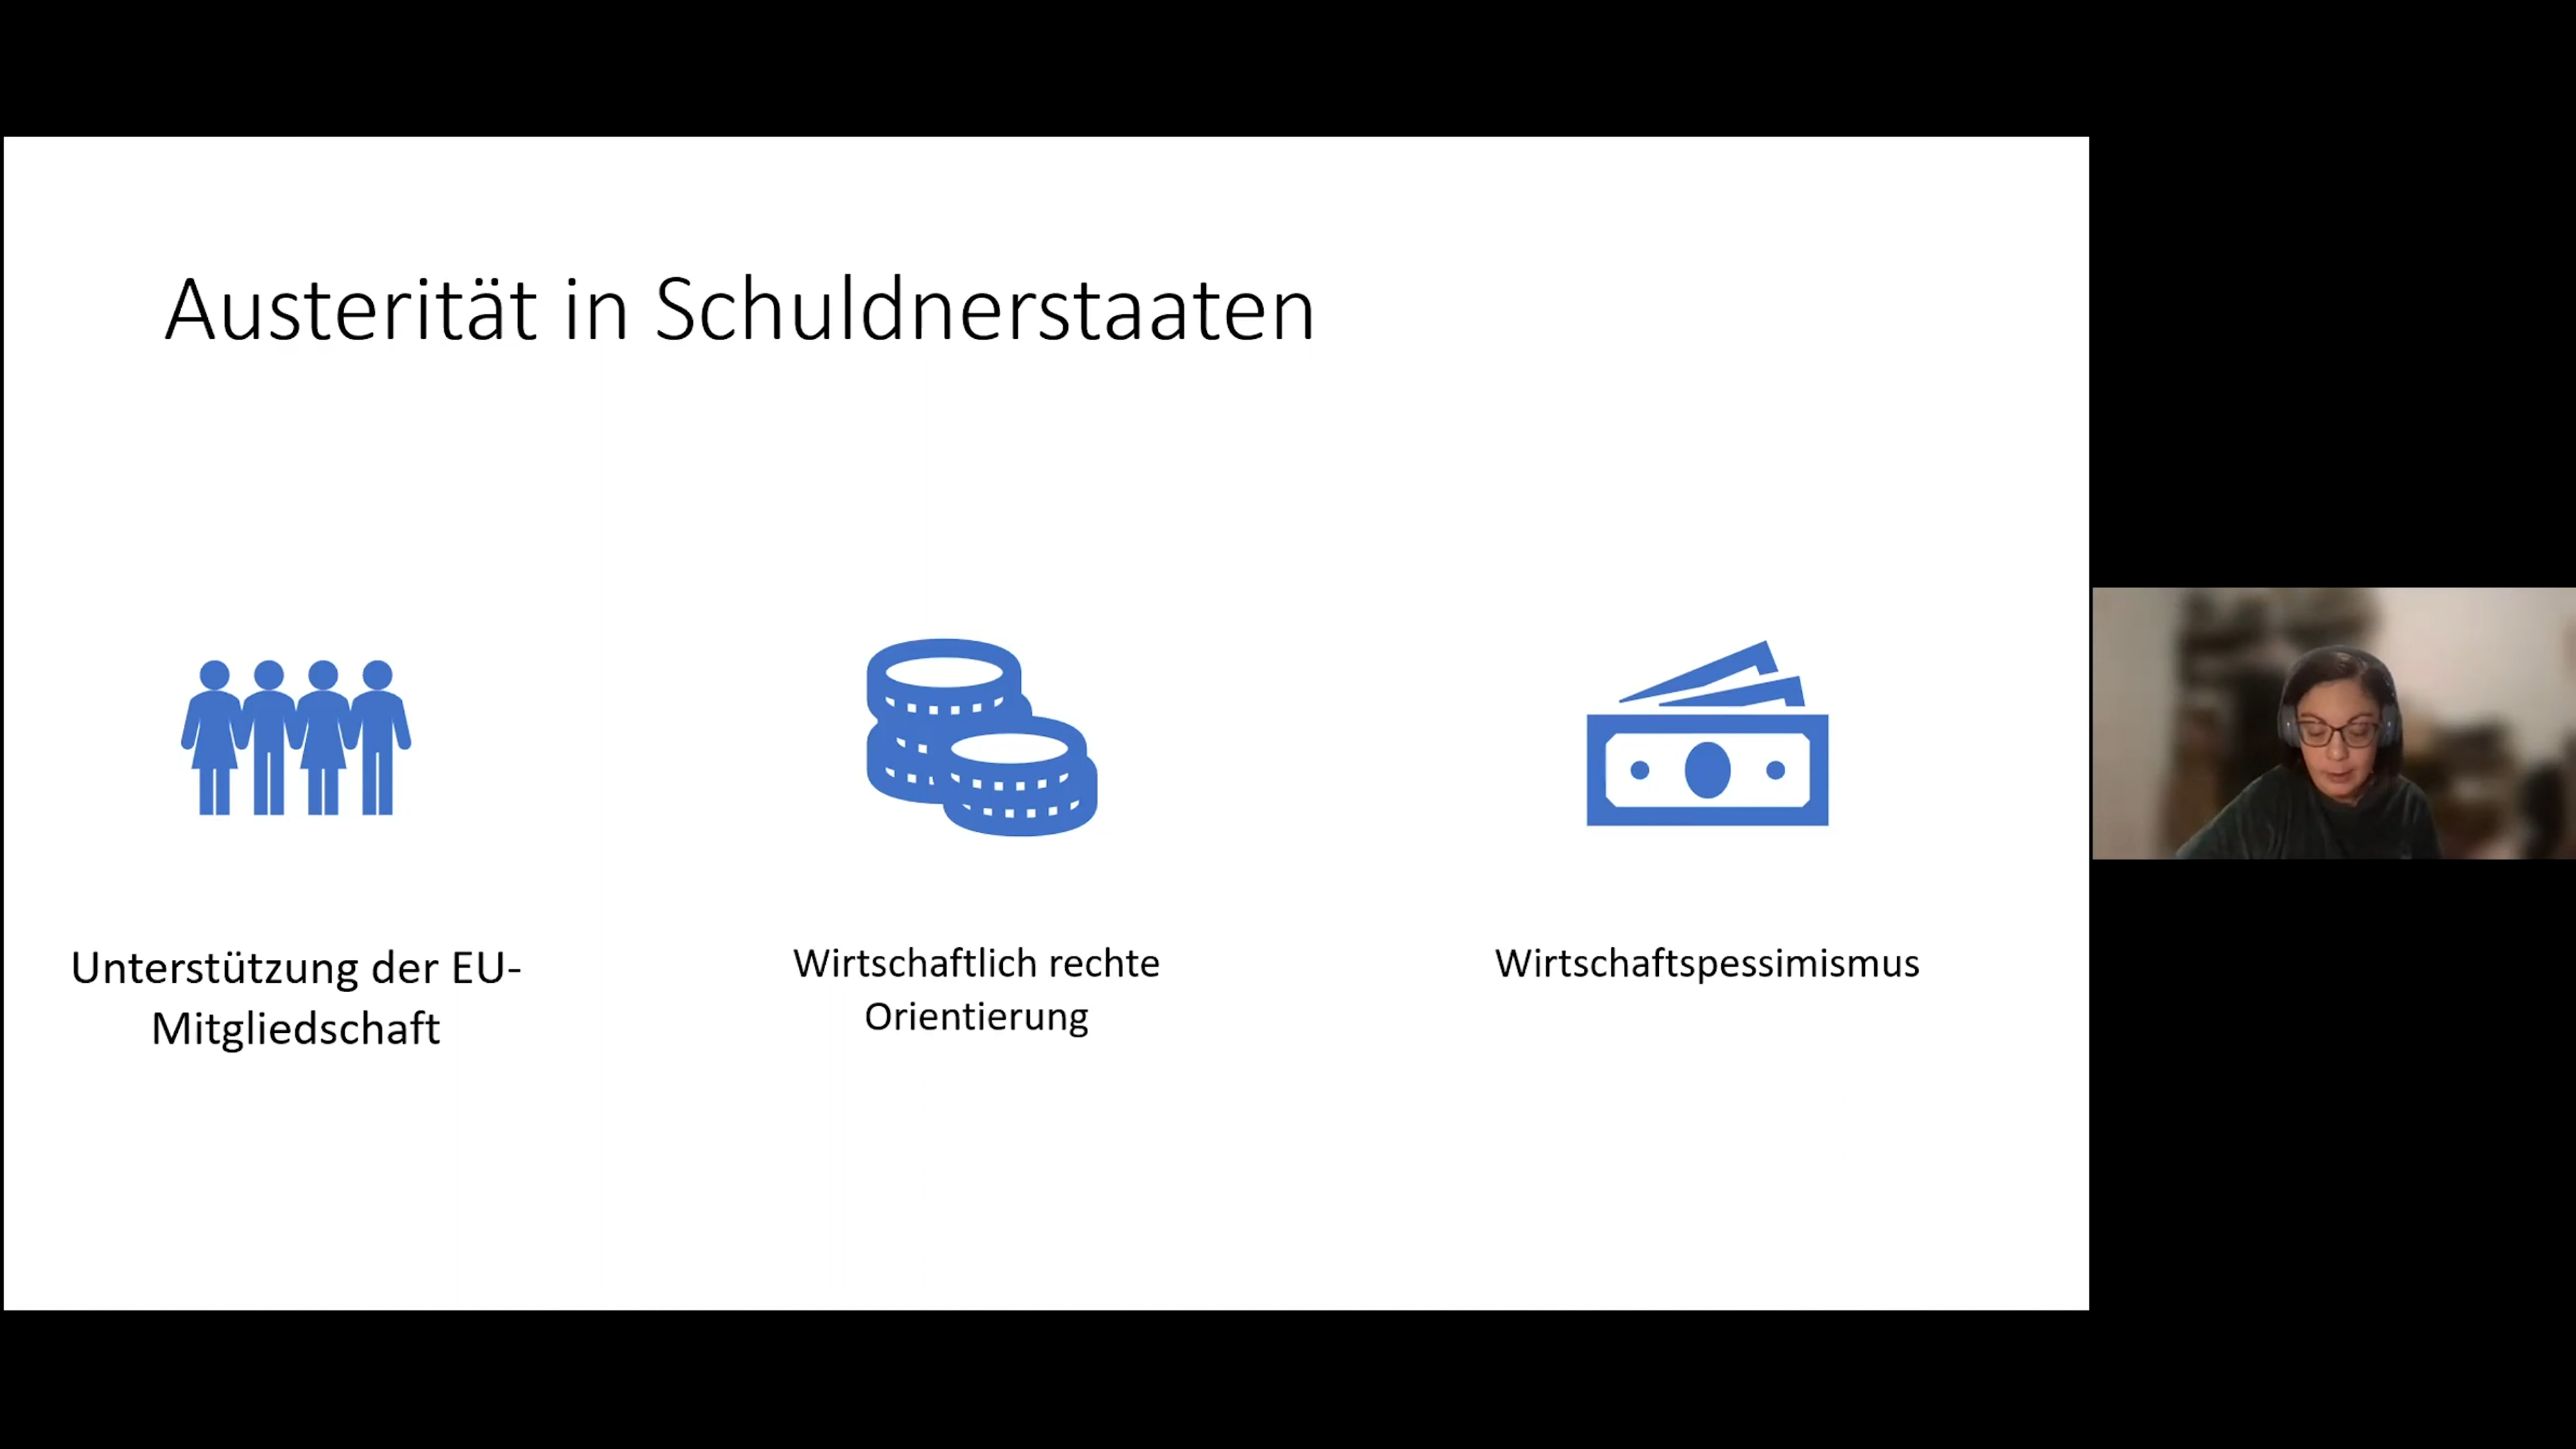 Austerität in Schuldnerstaaten
Unterstützung der EU-
Mitgliedschaft
Wirtschaftlich rechte
Orientierung
Wirtschaftspessimismus